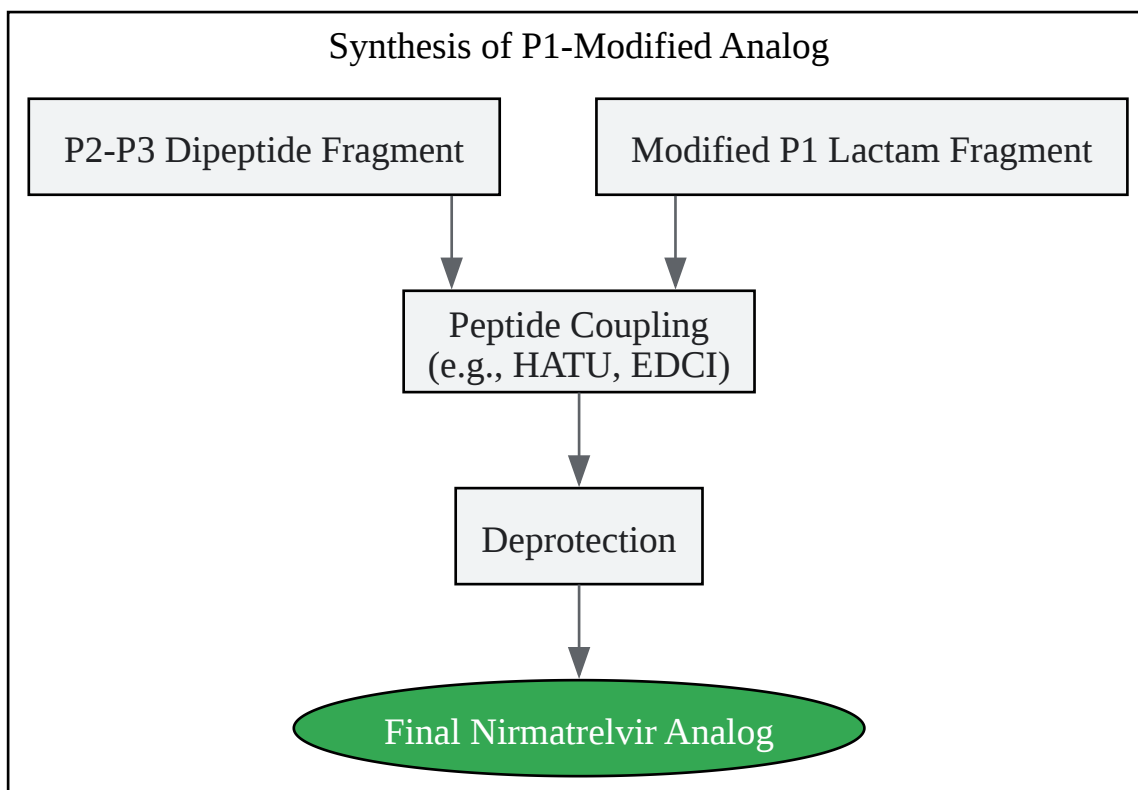 Synthesis of P1-Modified Analog
P2-P3 Dipeptide Fragment
Modified P1 Lactam Fragment
Peptide Coupling
(e.g., HATU, EDCI)
Deprotection
Final Nirmatrelvir Analog